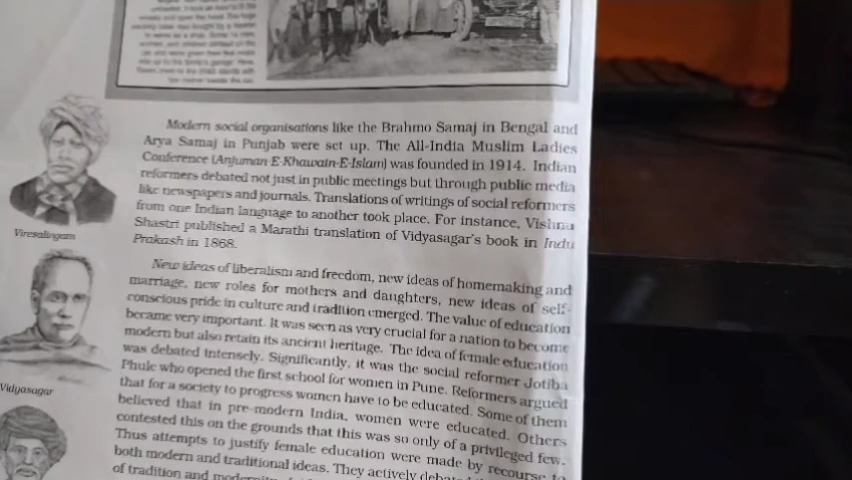 Modern social organisations like the Brahmo Samaj in Bengal and
Arya Samaj in Punjab were set up. The All-India Muslim Ladies
Conference (Anjuman-E-Khawain-E-Islam) was founded in 1914. Indian
reformers debated not just in public meetings but through public media
like newspapers and journals. Translations of writings of social reformers
from one Indian language to another took place. For instance, Vishnu
Shastri published a Marathi translation of Vidyasagar's book in Indu
Prakash in 1868.
Viresalingam
New ideas of liberalism and freedom, new ideas of homemaking and
marriage, new roles for mothers and daughters, new ideas of self-
conscious pride in culture and tradition emerged. The value of education
became very important. It was seen as very crucial for a nation to become
modern but also retain its ancient heritage. The idea of female education
was debated intensely. Significantly, it was the social reformer Jotiba
Phule who opened the first school for women in Pune. Reformers argued
that for a society to progress women have to be educated. Some of them
believed that in pre-modern India, women were educated. Others
contested this on the grounds that this was so only of a privileged few.
Thus attempts to justify female education were made by recourse to
both modern and traditional ideas. They actively debated
of tradition and
Vidyasagar